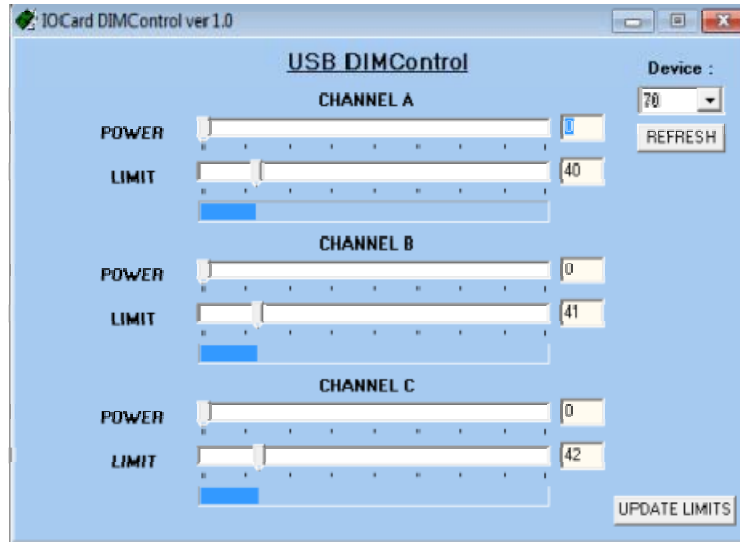 IOCard DIMControl ver 1.0
USB DIMControl
Device :
70
REFRESH
CHANNEL A
POWER
0
LIMIT
40
CHANNEL B
POWER
0
LIMIT
41
CHANNEL C
POWER
0
LIMIT
42
UPDATE LIMITS